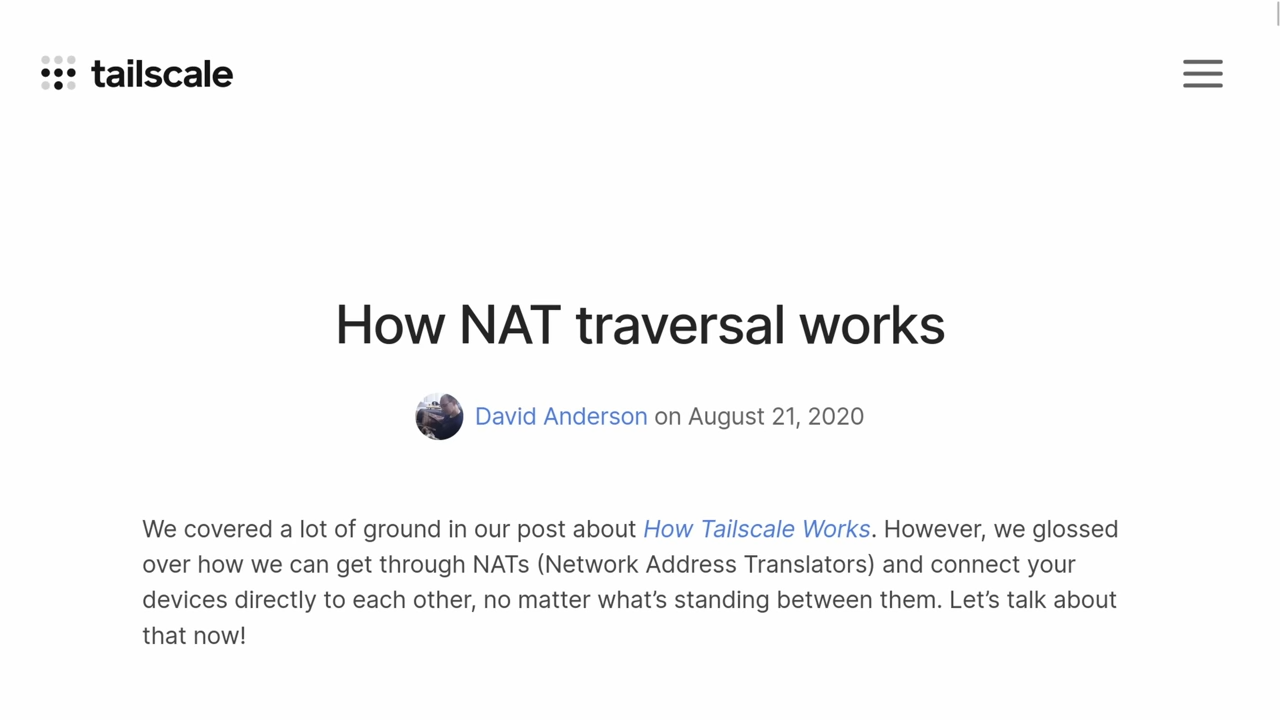 tailscale
How NAT traversal works
David Anderson on August 21, 2020
We covered a lot of ground in our post about How Tailscale Works. However, we glossed
over how we can get through NATs (Network Address Translators) and connect your
devices directly to each other, no matter what’s standing between them. Let’s talk about
that now!